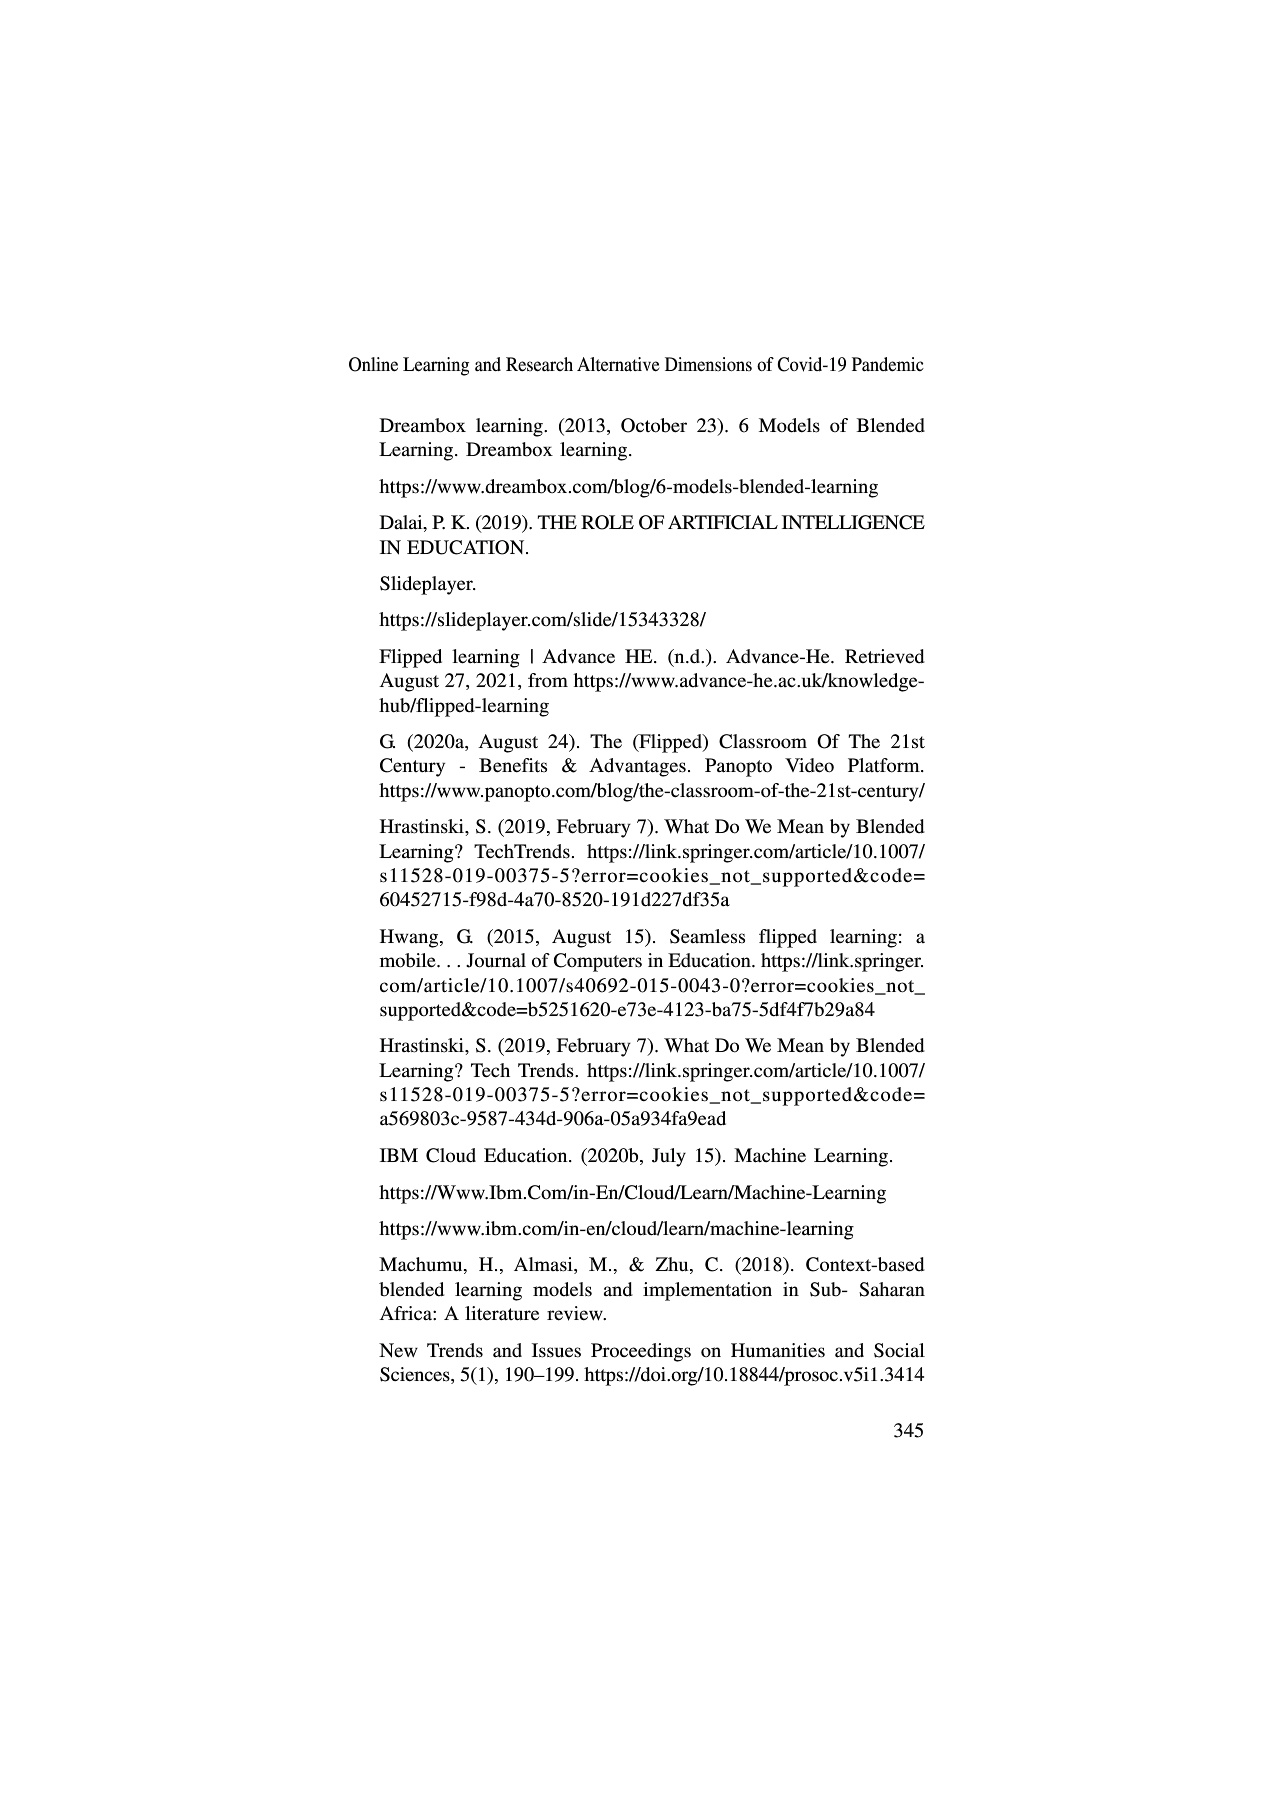 Online Learning and Research Alternative Dimensions of Covid-19 Pandemic
Dreambox learning. (2013, October 23). 6 Models of Blended
Learning. Dreambox learning.
https://www.dreambox.com/blog/6-models-blended-learning
Dalai, P. K. (2019). THE ROLE OF ARTIFICIAL INTELLIGENCE
IN EDUCATION.
Slideplayer.
https://slideplayer.com/slide/15343328/
Flipped learning | Advance HE. (n.d.). Advance-He. Retrieved
August 27, 2021, from https://www.advance-he.ac.uk/knowledge-
hub/flipped-learning
G. (2020a, August 24). The (Flipped) Classroom Of The 21st
Century - Benefits & Advantages. Panopto Video Platform.
https://www.panopto.com/blog/the-classroom-of-the-21st-century/
Hrastinski, S. (2019, February 7). What Do We Mean by Blended
Learning? TechTrends. https://link.springer.com/article/10.1007/
s11528-019-00375-5?error=cookies_not_supported&code=
60452715-f98d-4a70-8520-191d227df35a
Hwang, G. (2015, August 15). Seamless flipped learning: a
mobile. . . Journal of Computers in Education. https://link.springer.
com/article/10.1007/s40692-015-0043-0?error=cookies_not_
supported&code=b5251620-e73e-4123-ba75-5df4f7b29a84
Hrastinski, S. (2019, February 7). What Do We Mean by Blended
Learning? Tech Trends. https://link.springer.com/article/10.1007/
s11528-019-00375-5?error=cookies_not_supported&code=
a569803c-9587-434d-906a-05a934fa9ead
IBM Cloud Education. (2020b, July 15). Machine Learning.
https://Www.Ibm.Com/in-En/Cloud/Learn/Machine-Learning
https://www.ibm.com/in-en/cloud/learn/machine-learning
Machumu, H., Almasi, M., & Zhu, C. (2018). Context-based
blended learning models and implementation in Sub- Saharan
Africa: A literature review.
New Trends and Issues Proceedings on Humanities and Social
Sciences, 5(1), 190–199. https://doi.org/10.18844/prosoc.v5i1.3414
345